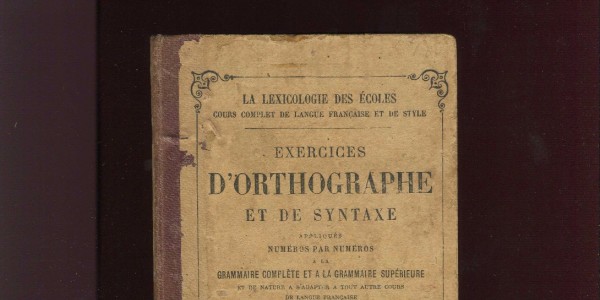 LA LEXICOLOGIE DES ÉCOLES
COURS COMPLET DE LANGUE FRANÇAISE ET DE STYLE
EXERCICES
D'ORTHOGRAPHE
ET DE SYNTAXE
APPLIQUÉS
NUMÉROS PAR NUMÉROS
A LA
GRAMMAIRE COMPLÈTE ET A LA GRAMMAIRE SUPÉRIEURE
ET DE NATURE A S'ADAPTER A TOUT AUTRE COURS
DE LANGUE FRANÇAISE